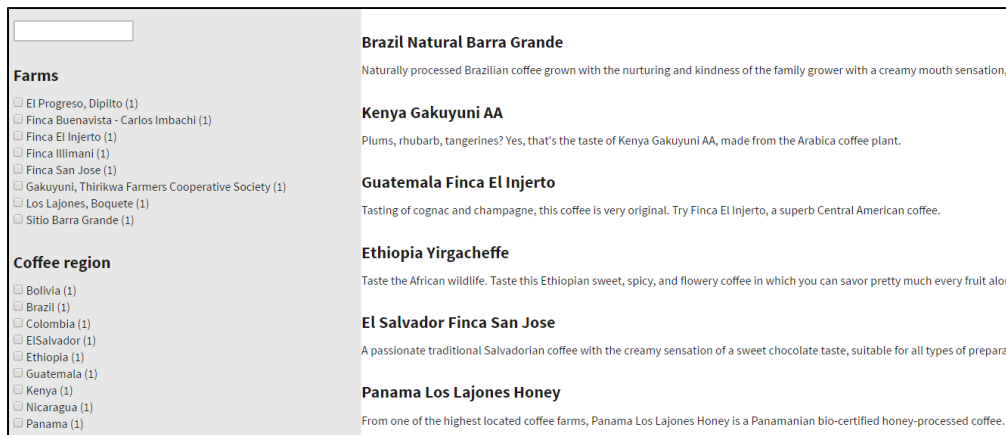 Farms
El Progreso, Dipilto (1)
Finca Buenavista - Carlos Imbachi (1)
Finca El Injerto (1)
Finca Illimani (1)
Finca San Jose (1)
Gakuyuni, Thirikwa Farmers Cooperative Society (1)
Los Lajones, Boquete (1)
Sitio Barra Grande (1)
Coffee region
Bolivia (1)
Brazil (1)
Colombia (1)
ElSalvador (1)
Ethiopia (1)
Guatemala (1)
Kenya (1)
Nicaragua (1)
Panama (1)
Brazil Natural Barra Grande
Naturally processed Brazilian coffee grown with the nurturing and kindness of the family grower with a creamy mouth sensation,
Kenya Gakuyuni AA
Plums, rhubarb, tangerines? Yes, that's the taste of Kenya Gakuyuni AA, made from the Arabica coffee plant.
Guatemala Finca El Injerto
Tasting of cognac and champagne, this coffee is very original. Try Finca El Injerto, a superb Central American coffee.
Ethiopia Yirgacheffe
Taste the African wildlife. Taste this Ethiopian sweet, spicy, and flowery coffee in which you can savor pretty much every fruit alo
El Salvador Finca San Jose
A passionate traditional Salvadorian coffee with the creamy sensation of a sweet chocolate taste, suitable for all types of prepara
Panama Los Lajones Honey
From one of the highest located coffee farms, Panama Los Lajones Honey is a Panamanian bio-certified honey-processed coffee.